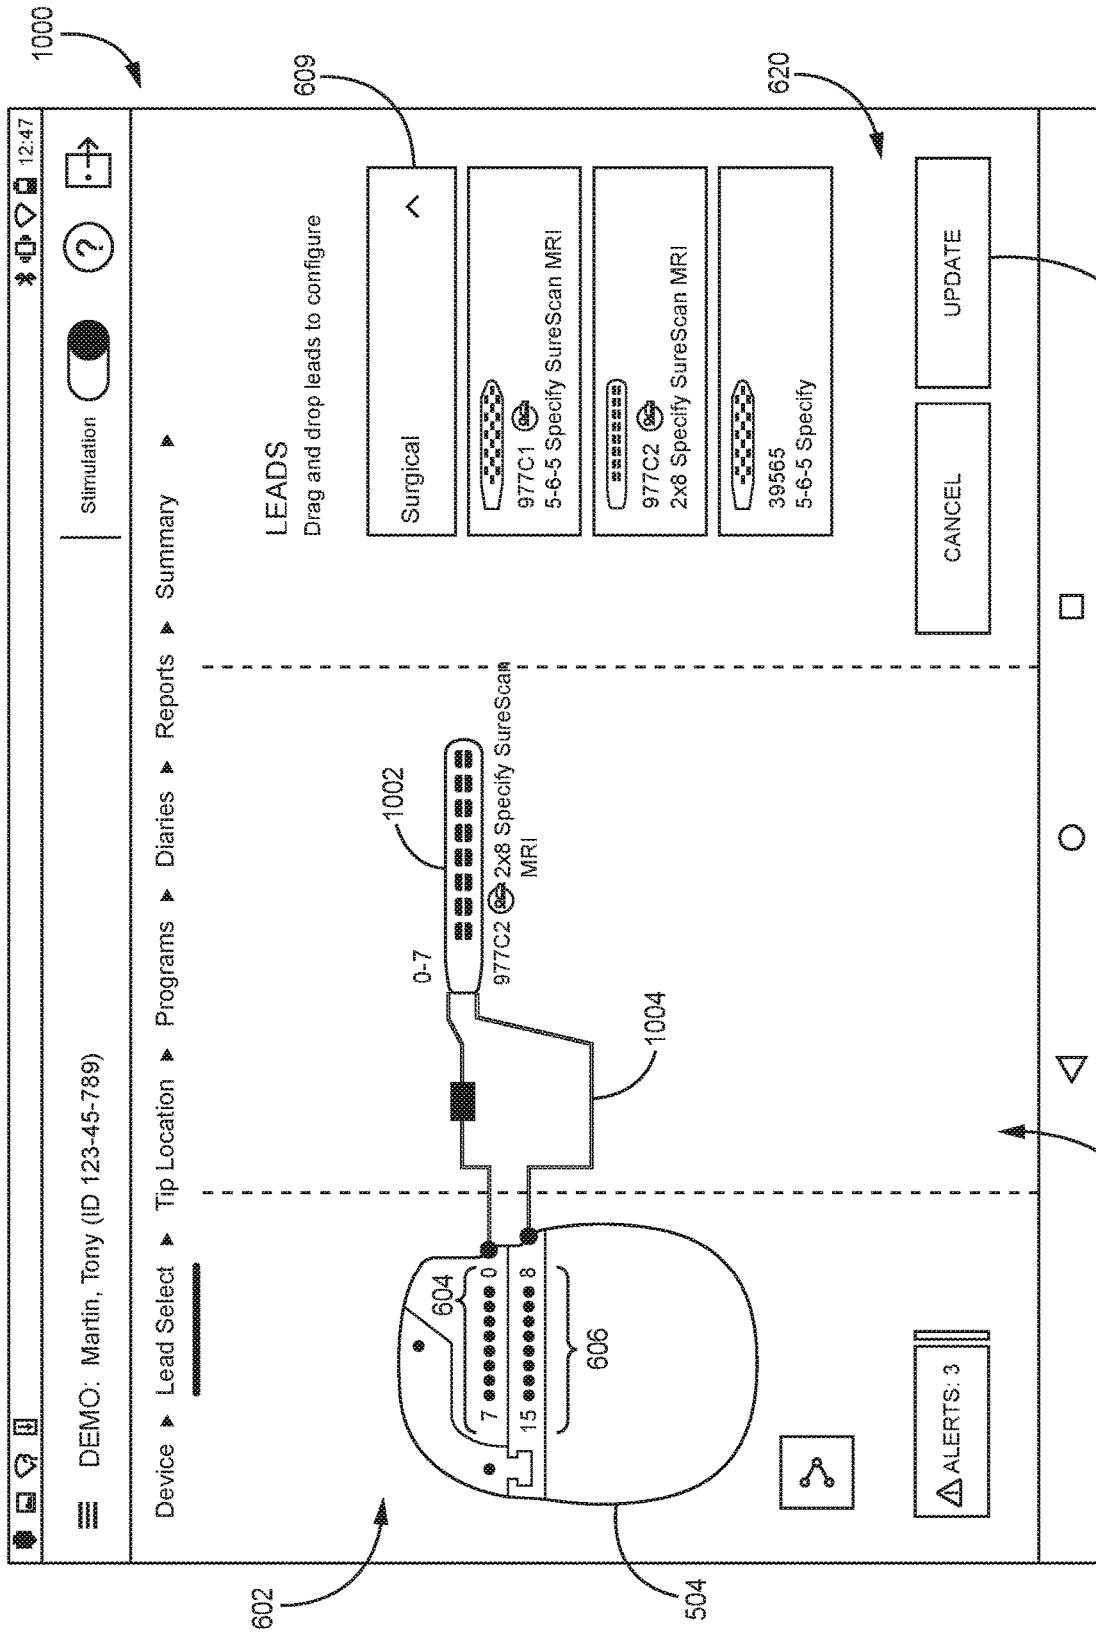 1000
12:47
DEMO: Martin, Tony (ID 123-45-789)
Stimulation
?
Device ▶ Lead Select ▶ Tip Location ▶ Programs ▶ Diaries ▶ Reports ▶ Summary ▶
602
604
7
0
15
8
606
504
ALERTS: 3
0-7
1002
977C2 2x8 Specify SureScan
MRI
1004
LEADS
Drag and drop leads to configure
609
Surgical
977C1
5-6-5 Specify SureScan MRI
977C2
2x8 Specify SureScan MRI
39565
5-6-5 Specify
620
CANCEL
UPDATE